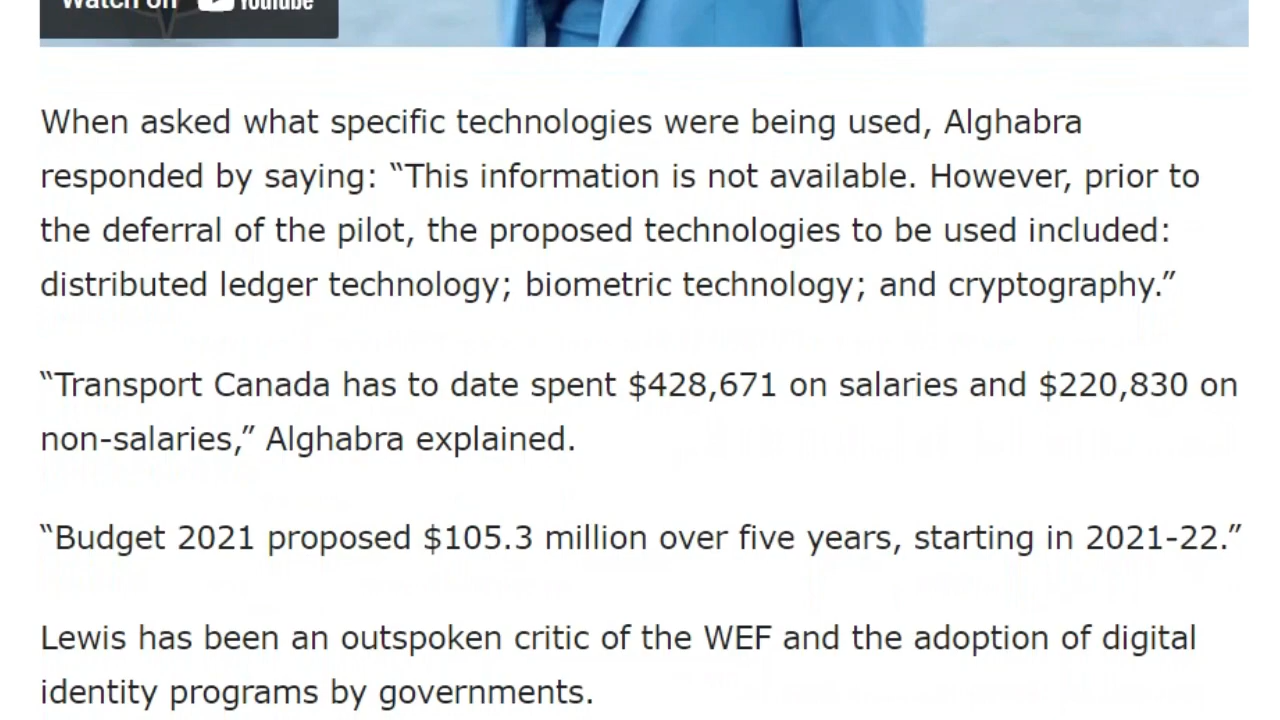 Watch on YouTube
When asked what specific technologies were being used, Alghabra
responded by saying: “This information is not available. However, prior to
the deferral of the pilot, the proposed technologies to be used included:
distributed ledger technology; biometric technology; and cryptography.”
“Transport Canada has to date spent $428,671 on salaries and $220,830 on
non-salaries,” Alghabra explained.
“Budget 2021 proposed $105.3 million over five years, starting in 2021-22.”
Lewis has been an outspoken critic of the WEF and the adoption of digital
identity programs by governments.